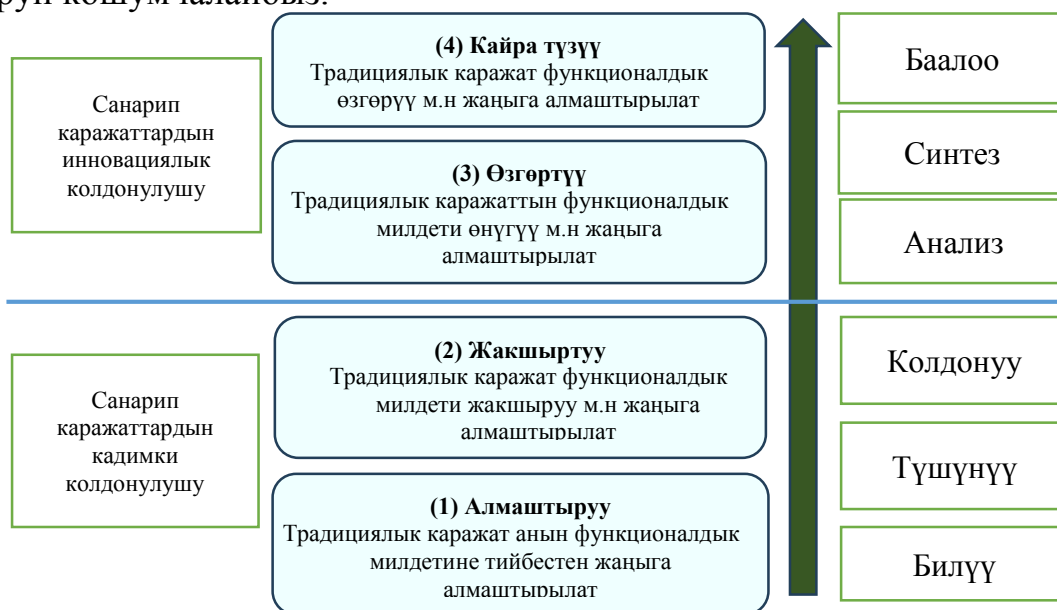 кошумчалайбыз.
(4) Кайра түзүү
Традициялык каражат функционалдык
өзгөрүү м.н жаңыга алмаштырылат
Санарип
каражаттардын
инновациялык
колдонулушу
(3) Өзгөртүү
Традициялык каражаттын функционалдык
милдети өнүгүү м.н жаңыга
алмаштырылат
Баалоо
Синтез
Анализ
Санарип
каражаттардын
кадимки
колдонулушу
(2) Жакшыртуу
Традициялык каражат функционалдык
милдети жакшыруу м.н жаңыга
алмаштырылат
(1) Алмаштыруу
Традициялык каражат анын функционалдык
милдетине тийбестен жаңыга
алмаштырылат
Колдонуу
Түшүнүү
Билүү